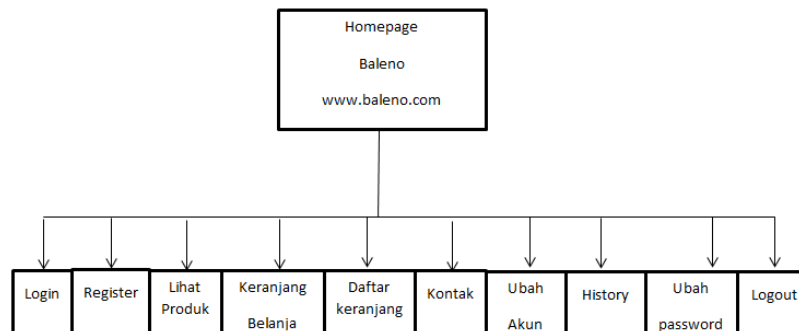 Homepage
Baleno
www.baleno.com
Login
Register
Lihat
Produk
Keranjang
Belanja
Daftar
keranjang
Kontak
Ubah
Akun
History
Ubah
password
Logout